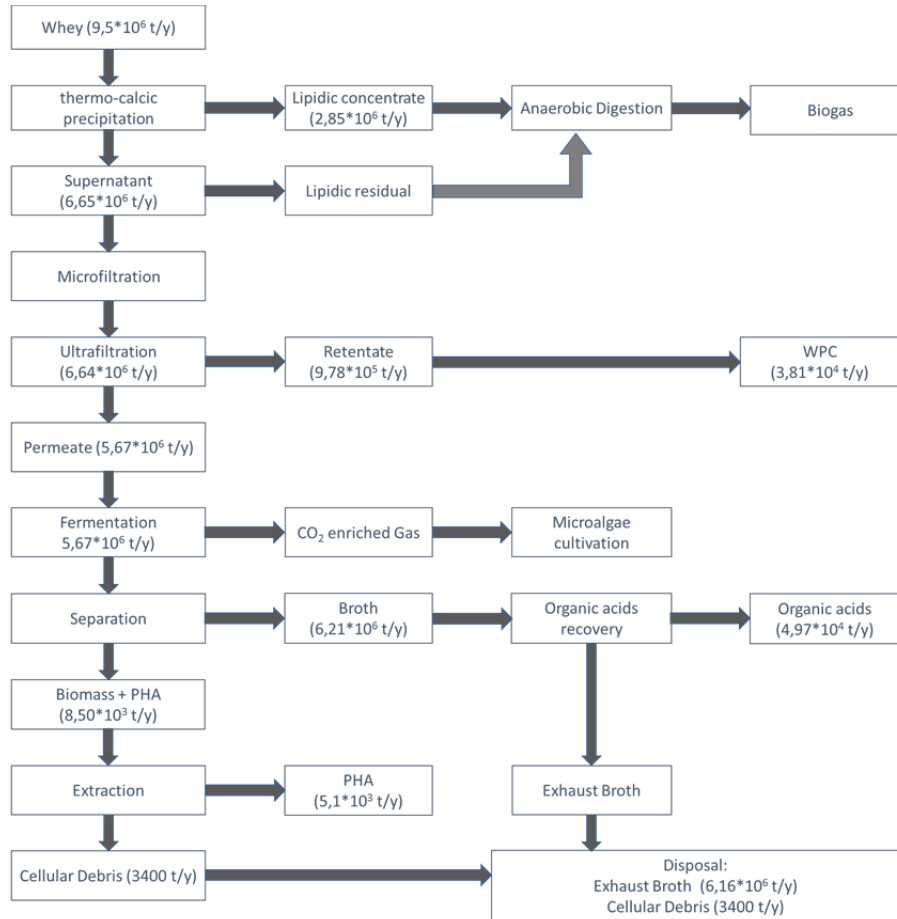 Whey (9,5*10⁶ t/y)
thermo-calcic
precipitation
Lipidic concentrate
(2,85*10⁶ t/y)
Anaerobic Digestion
Biogas
Supernatant
(6,65*10⁶ t/y)
Lipidic residual
Microfiltration
Ultrafiltration
(6,64*10⁶ t/y)
Retentate
(9,78*10⁵ t/y)
WPC
(3,81*10⁴ t/y)
Permeate (5,67*10⁶ t/y)
Fermentation
5,67*10⁶ t/y)
CO₂ enriched Gas
Microalgae
cultivation
Separation
Broth
(6,21*10⁶ t/y)
Organic acids
recovery
Organic acids
(4,97*10⁴ t/y)
Biomass + PHA
(8,50*10³ t/y)
Extraction
PHA
(5,1*10³ t/y)
Exhaust Broth
Cellular Debris (3400 t/y)
Disposal:
Exhaust Broth (6,16*10⁶ t/y)
Cellular Debris (3400 t/y)